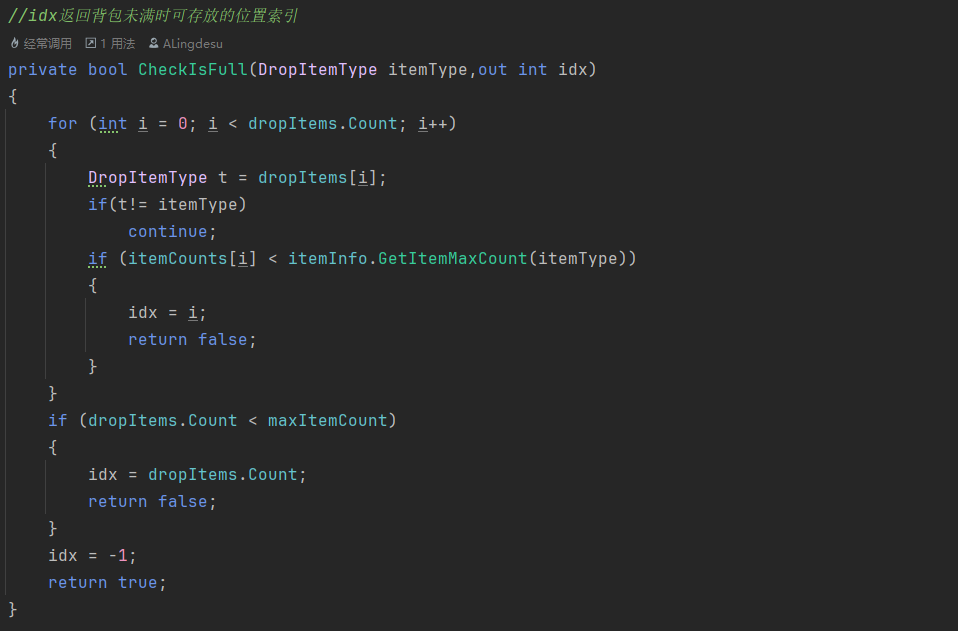 //idx返回背包未满时可存放的位置索引
经常调用 1 用法 ALingdesu
private bool CheckIsFull(DropItemType itemType,out int idx)
{
for (int i = 0; i < dropItems.Count; i++)
{
DropItemType t = dropItems[i];
if(t!= itemType)
continue;
if (itemCounts[i] < itemInfo.GetItemMaxCount(itemType))
{
idx = i;
return false;
}
}
if (dropItems.Count < maxItemCount)
{
idx = dropItems.Count;
return false;
}
idx = -1;
return true;
}